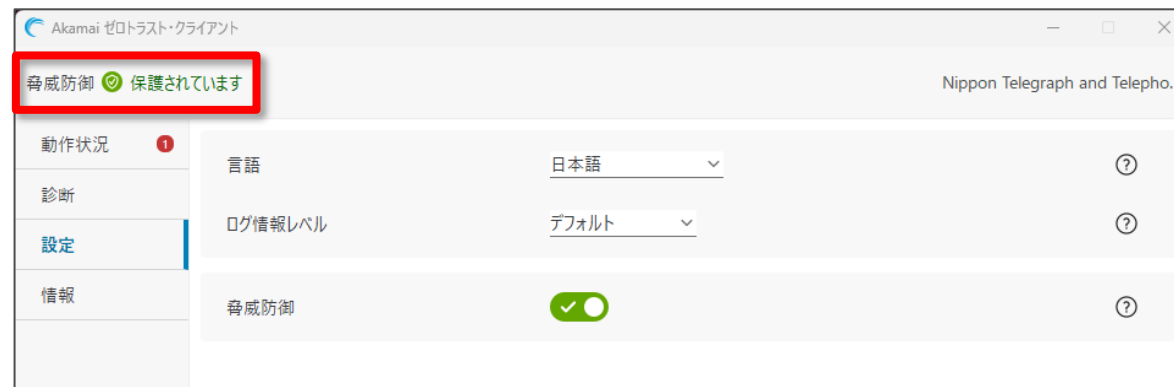 Akamai ゼロトラスト・クライアント
脅威防御 保護されています
Nippon Telegraph and Telepho.
動作状況 1
診断
設定
情報
言語 日本語
ログ情報レベル デフォルト
脅威防御